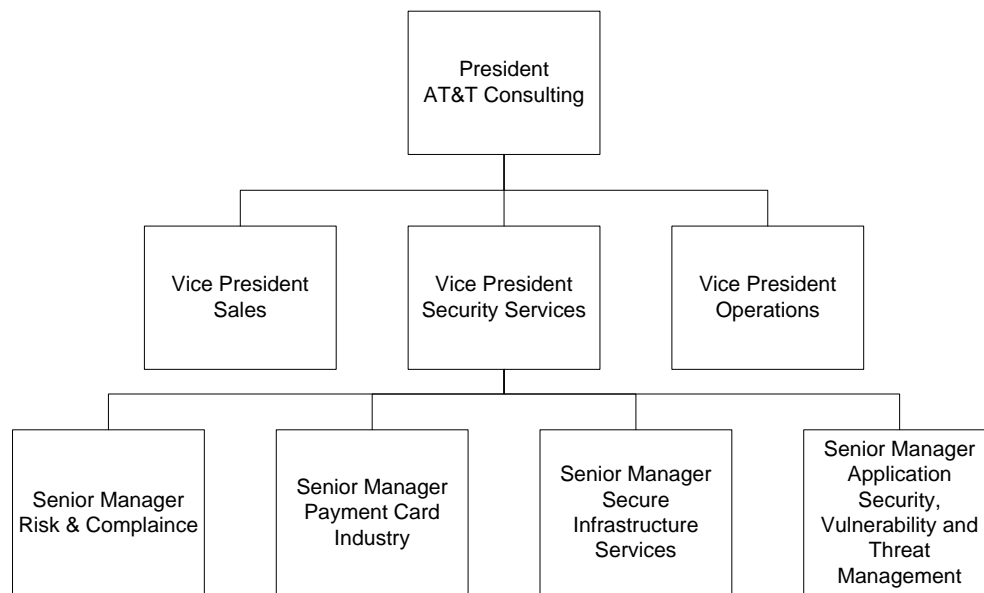 President
AT&T Consulting
Vice President
Sales
Vice President
Security Services
Vice President
Operations
Senior Manager
Risk & Complaince
Senior Manager
Payment Card
Industry
Senior Manager
Secure
Infrastructure
Services
Senior Manager
Application
Security,
Vulnerability and
Threat
Management